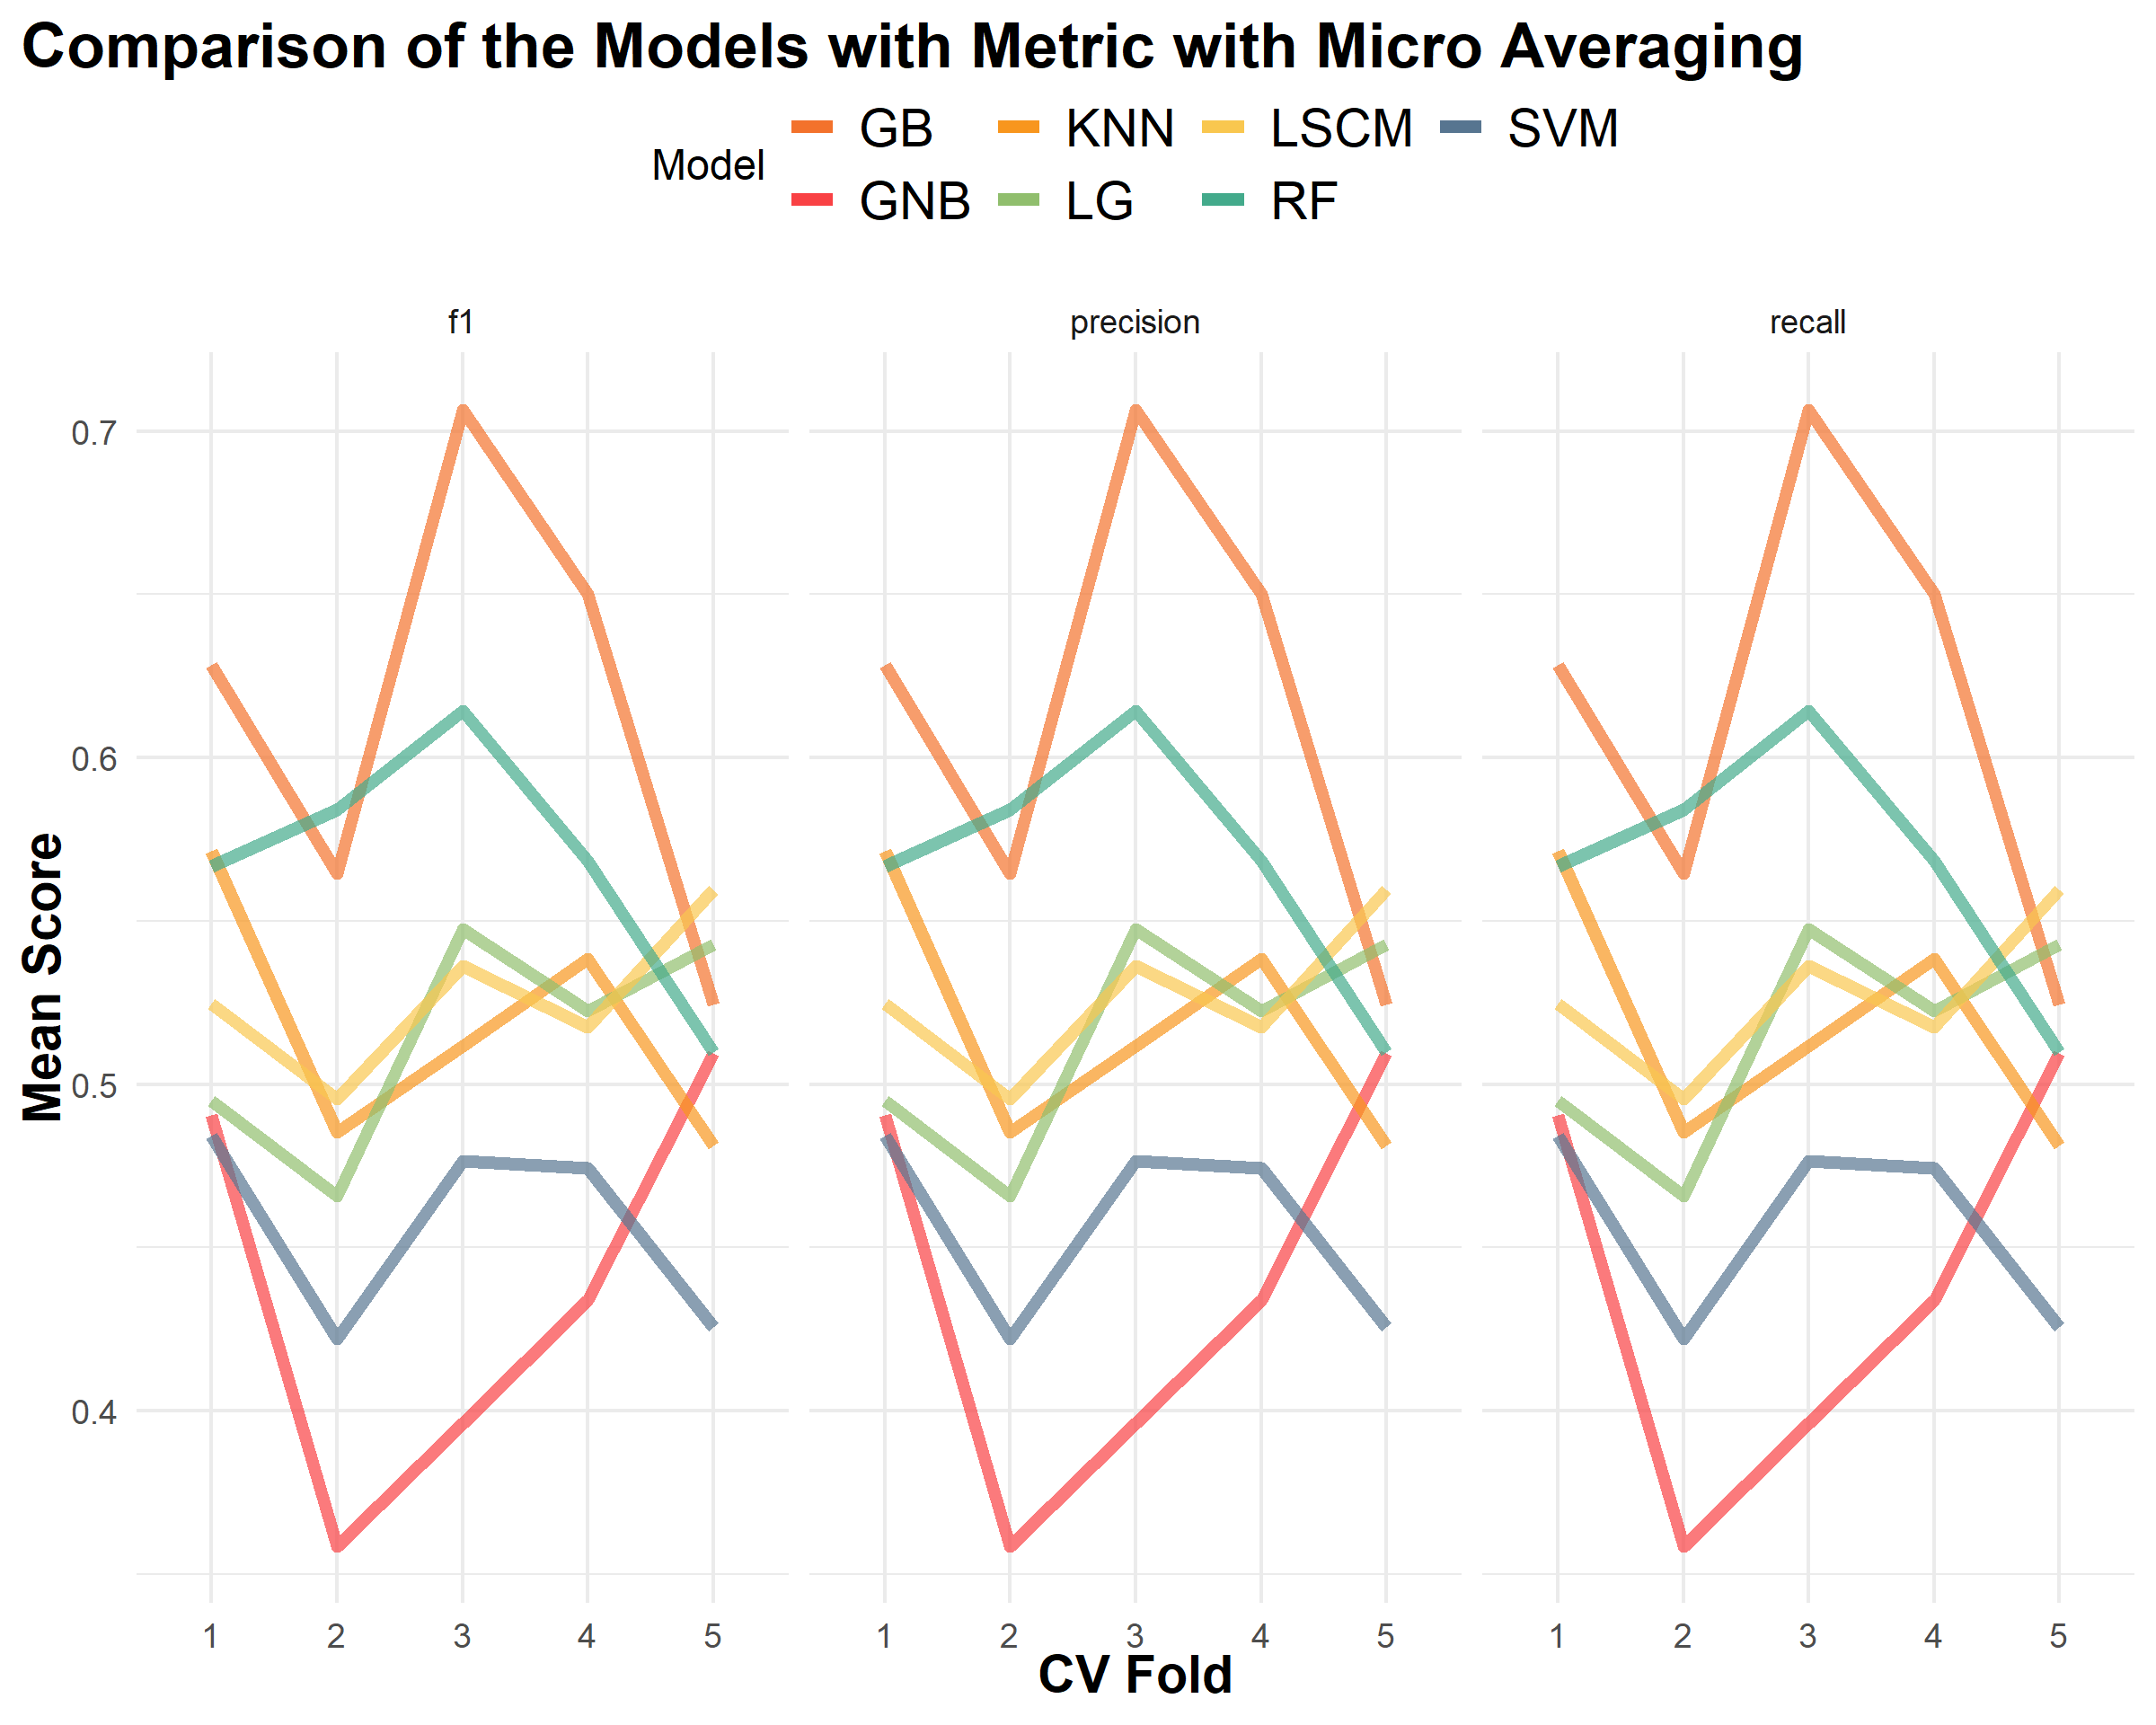 Comparison of the Models with Metric with Micro Averaging
Model
GB KNN LSCM SVM
GNB LG RF
f1 precision recall
0.7
0.6
0.5
0.4
Mean Score
1 2 3 4 5 1 2 3 4 5 1 2 3 4 5
CV Fold